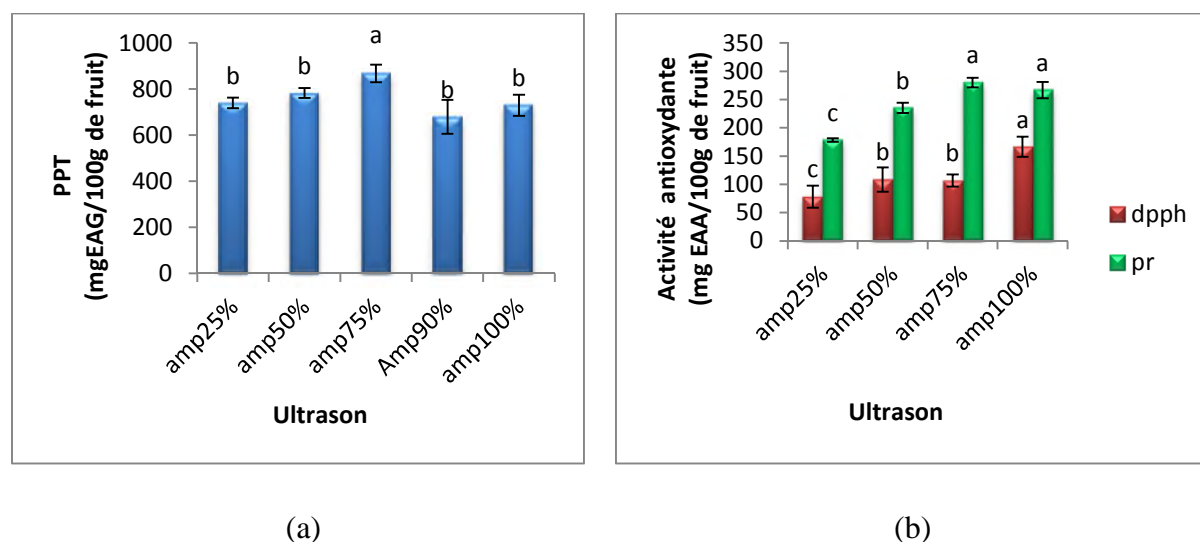 PPT
(mgEAG/100g de fruit)
1000
800
600
400
200
0
b
b
a
b
b
amp25%
amp50%
amp75%
Amp90%
amp100%
Ultrason
(a)
Activité antioxydante
(mg EAA/100g de fruit)
350
300
250
200
150
100
50
0
c
c
b
b
b
a
a
a
amp25%
amp50%
amp75%
amp100%
Ultrason
dpph
pr
(b)